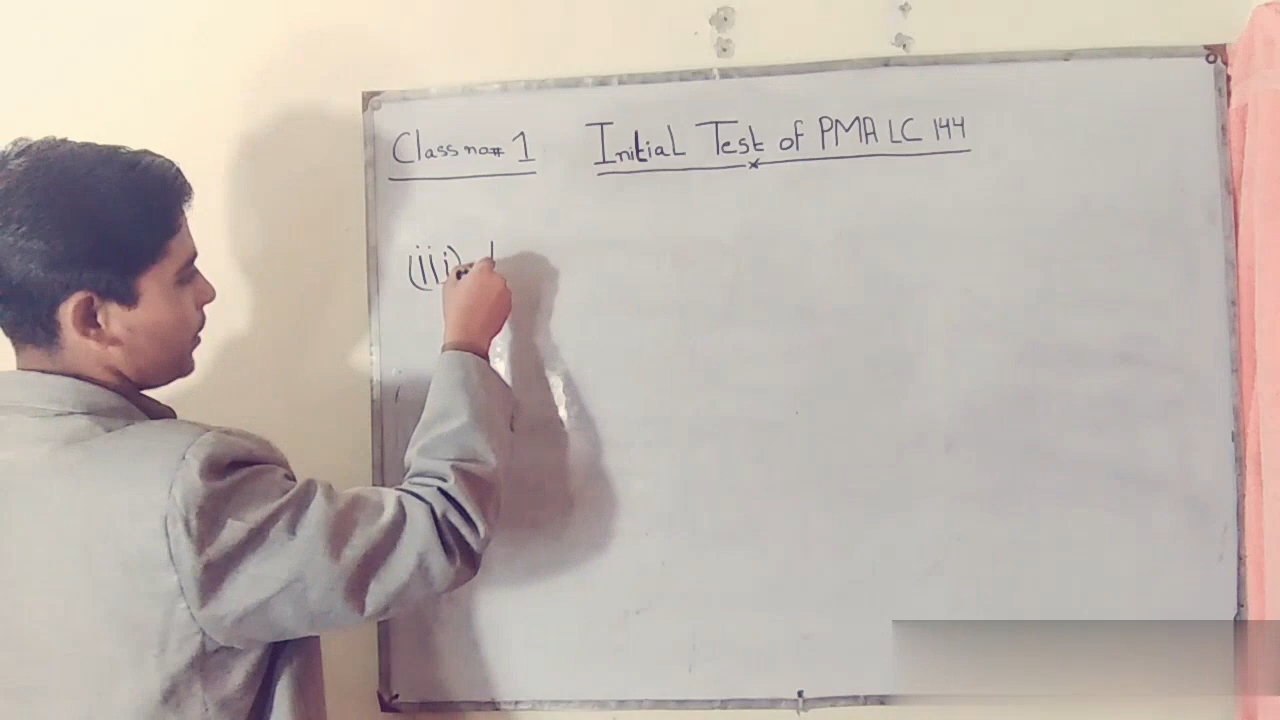 Class no# 1 Initial Test of PMA LC 144
(iii)